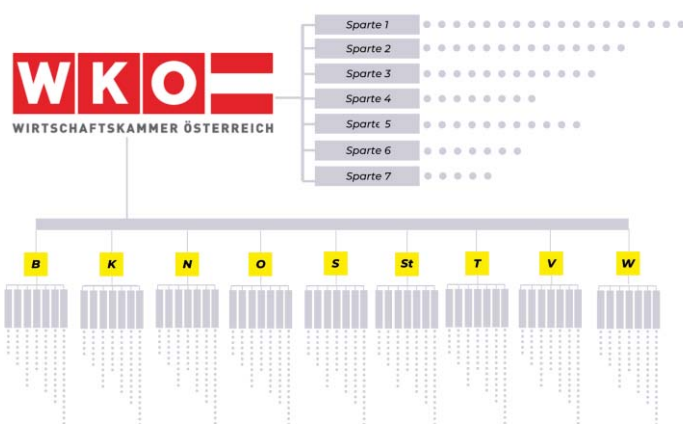 WKO
WIRTSCHAFTSKAMMER ÖSTERREICH
Sparte 1
Sparte 2
Sparte 3
Sparte 4
Sparte 5
Sparte 6
Sparte 7
B K N O S St T V W